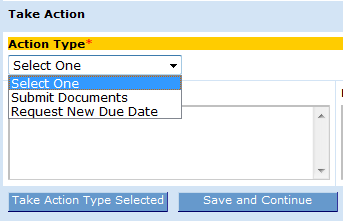 Take Action
Action Type*
Select One
Select One
Submit Documents
Request New Due Date
Take Action Type Selected
Save and Continue